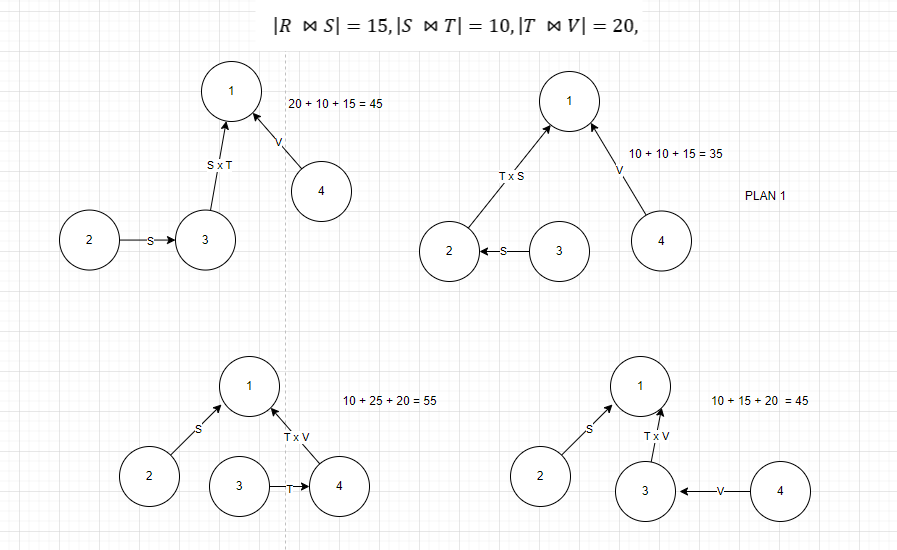 |R ⋈ S| = 15, |S ⋈ T| = 10, |T ⋈ V| = 20,
1
20 + 10 + 15 = 45
V
S x T
4
2
S
3
1
10 + 10 + 15 = 35
V
T x S
PLAN 1
2
S
3
4
1
10 + 25 + 20 = 55
S
T x V
2
3
T
4
1
10 + 15 + 20 = 45
S
T x V
2
3
V
4